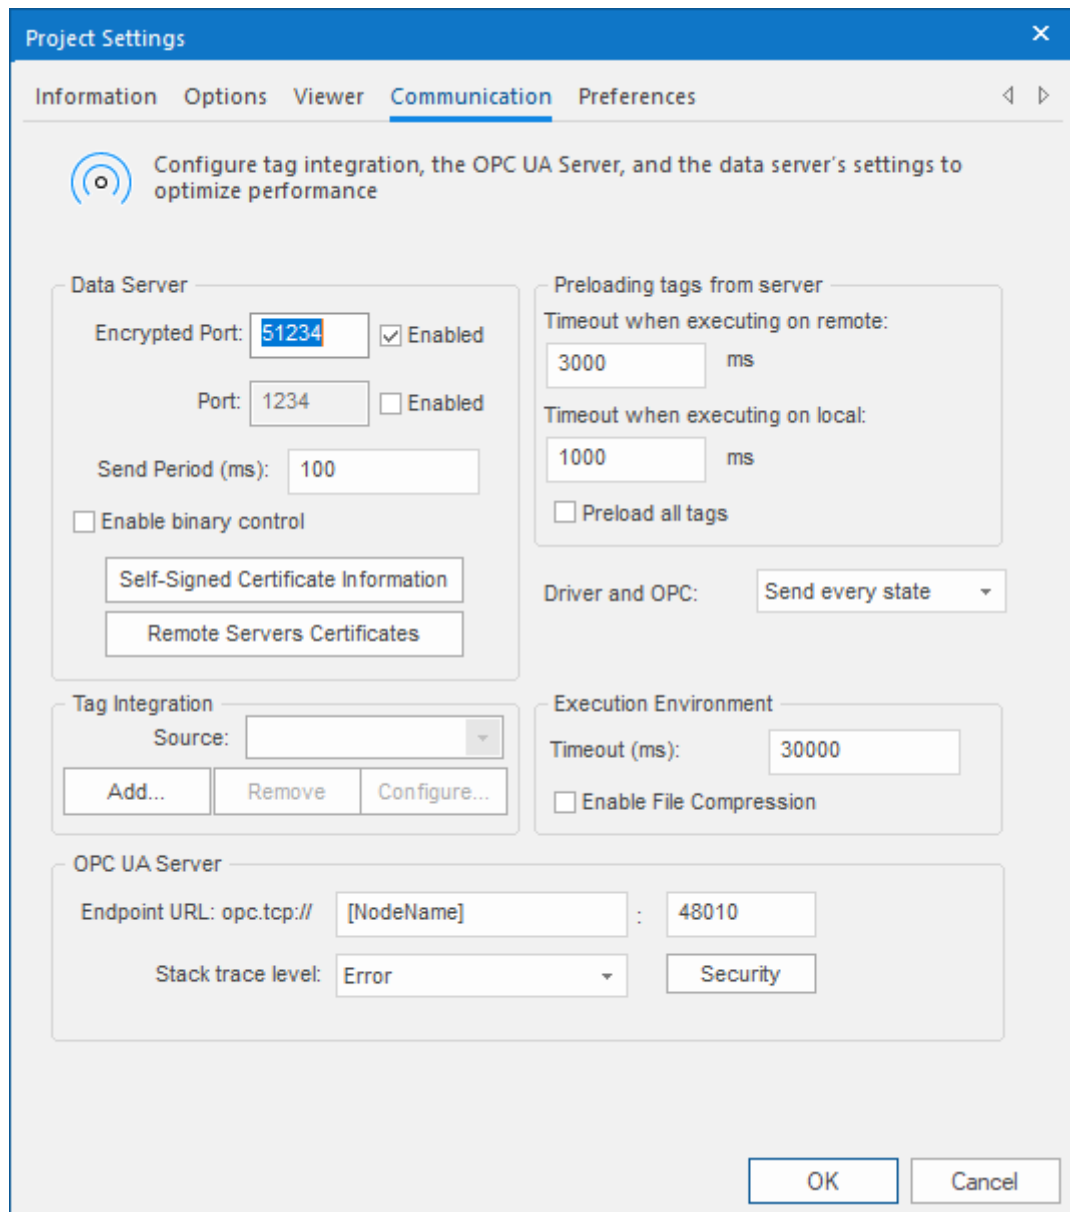 Project Settings
Information Options Viewer Communication Preferences
Configure tag integration, the OPC UA Server, and the data server's settings to
optimize performance
Data Server
Encrypted Port: 51234 Enabled
Port: 1234 Enabled
Send Period (ms): 100
Enable binary control
Self-Signed Certificate Information
Remote Servers Certificates
Preloading tags from server
Timeout when executing on remote:
3000 ms
Timeout when executing on local:
1000 ms
Preload all tags
Driver and OPC: Send every state
Tag Integration
Source:
Add... Remove Configure...
Execution Environment
Timeout (ms): 30000
Enable File Compression
OPC UA Server
Endpoint URL: opc.tcp:// [NodeName] : 48010
Stack trace level: Error Security
OK Cancel